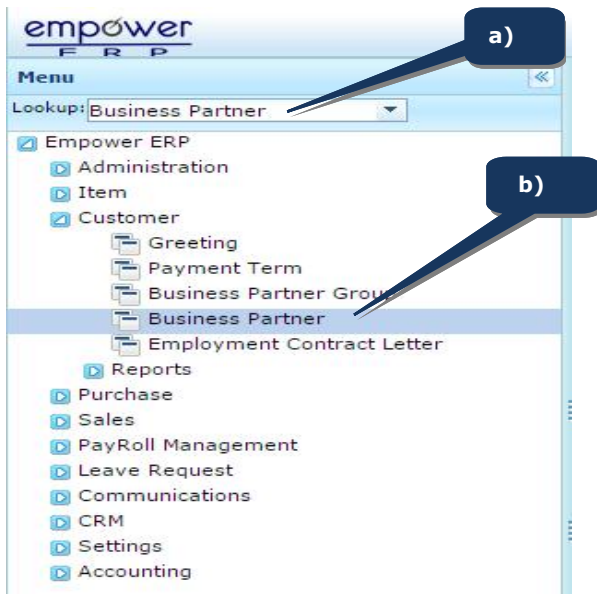 empower
ERP
a)
Menu
Lookup: Business Partner
Empower ERP
Administration
Item
b)
Customer
Greeting
Payment Term
Business Partner Group
Business Partner
Employment Contract Letter
Reports
Purchase
Sales
PayRoll Management
Leave Request
Communications
CRM
Settings
Accounting